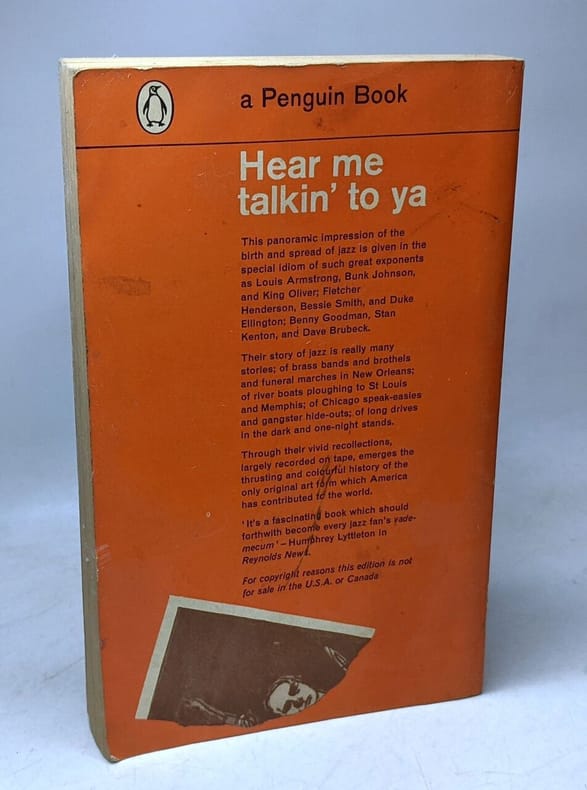 a Penguin Book
Hear me
talkin' to ya
This panoramic impression of the
birth and spread of jazz is given in the
special idiom of such great exponents
as Louis Armstrong, Bunk Johnson,
and King Oliver; Fletcher
Henderson, Bessie Smith, and Duke
Ellington; Benny Goodman, Stan
Kenton, and Dave Brubeck.
Their story of jazz is really many
stories; of brass bands and brothels
and funeral marches in New Orleans;
of river boats ploughing to St Louis
and Memphis; of Chicago speak-easies
and gangster hide-outs; of long drives
in the dark and one-night stands.
Through their vivid recollections,
largely recorded on tape, emerges the
thrusting and colourful history of the
only original art form which America
has contributed to the world.
'It's a fascinating book which should
forthwith become every jazz fan's vade-
mecum' – Humphrey Lyttleton in
Reynolds News.
For copyright reasons this edition is not
for sale in the U.S.A. or Canada